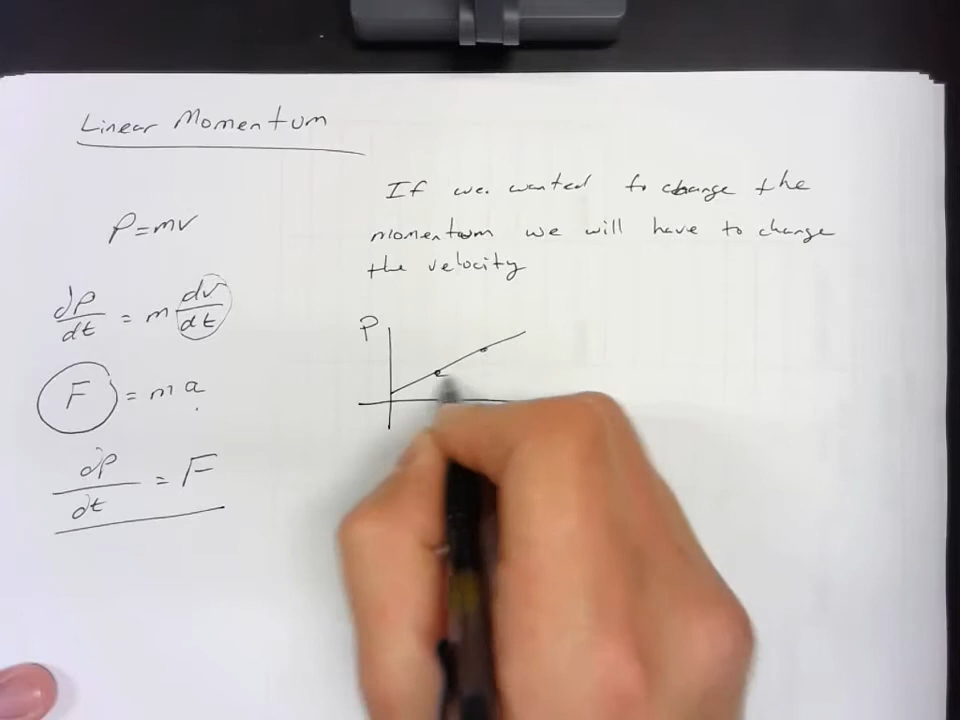 Linear Momentum
If we wanted to change the
momentum we will have to change
the velocity
P = mv
dP/dt = m dv/dt
F = ma
dP/dt = F
P